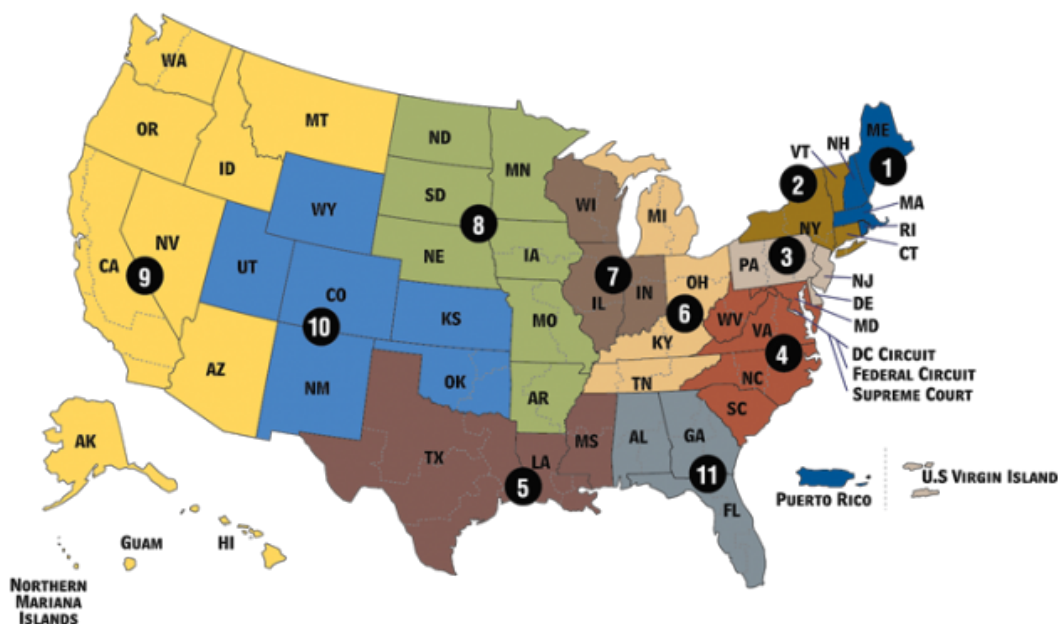 WA
OR
ID
MT
NV
CA
9
AZ
UT
WY
CO
10
NM
KS
OK
ND
SD
8
NE
MN
IA
MO
AR
TX
LA
5
MS
WI
7
IL
IN
MI
OH
6
KY
TN
AL
GA
11
FL
WV
VA
4
NC
SC
PA
3
NY
2
VT
NH
ME
1
MA
RI
CT
NJ
DE
MD
DC CIRCUIT
FEDERAL CIRCUIT
SUPREME COURT
AK
HI
GUAM
NORTHERN
MARIANA
ISLANDS
PUERTO RICO
U.S VIRGIN ISLAND